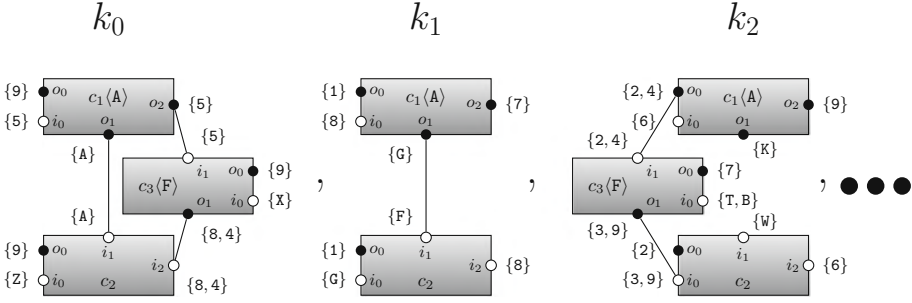 k₀ k₁ k₂
{9} o₀ c₁⟨A⟩ o₂ {5} {1} o₀ c₁⟨A⟩ o₂ {7} {2,4} o₀ c₁⟨A⟩ o₂ {9}
{5} i₀ o₁ {8} i₀ o₁ {6} i₀ o₁
{A} {5} {G} {2,4} {K}
i₁ o₀ {9} i₁ o₀ {7}
c₃⟨F⟩ i₀ {X} , , c₃⟨F⟩ i₀ {T,B} , ●●●
o₁ o₁
{A} {8,4} {F} {3,9} {W}
{9} o₀ i₁ i₂ {1} o₀ i₁ i₂ {8} {2} o₀ i₁ i₂ {6}
{Z} i₀ c₂ {8,4} {G} i₀ c₂ {3,9} i₀ c₂